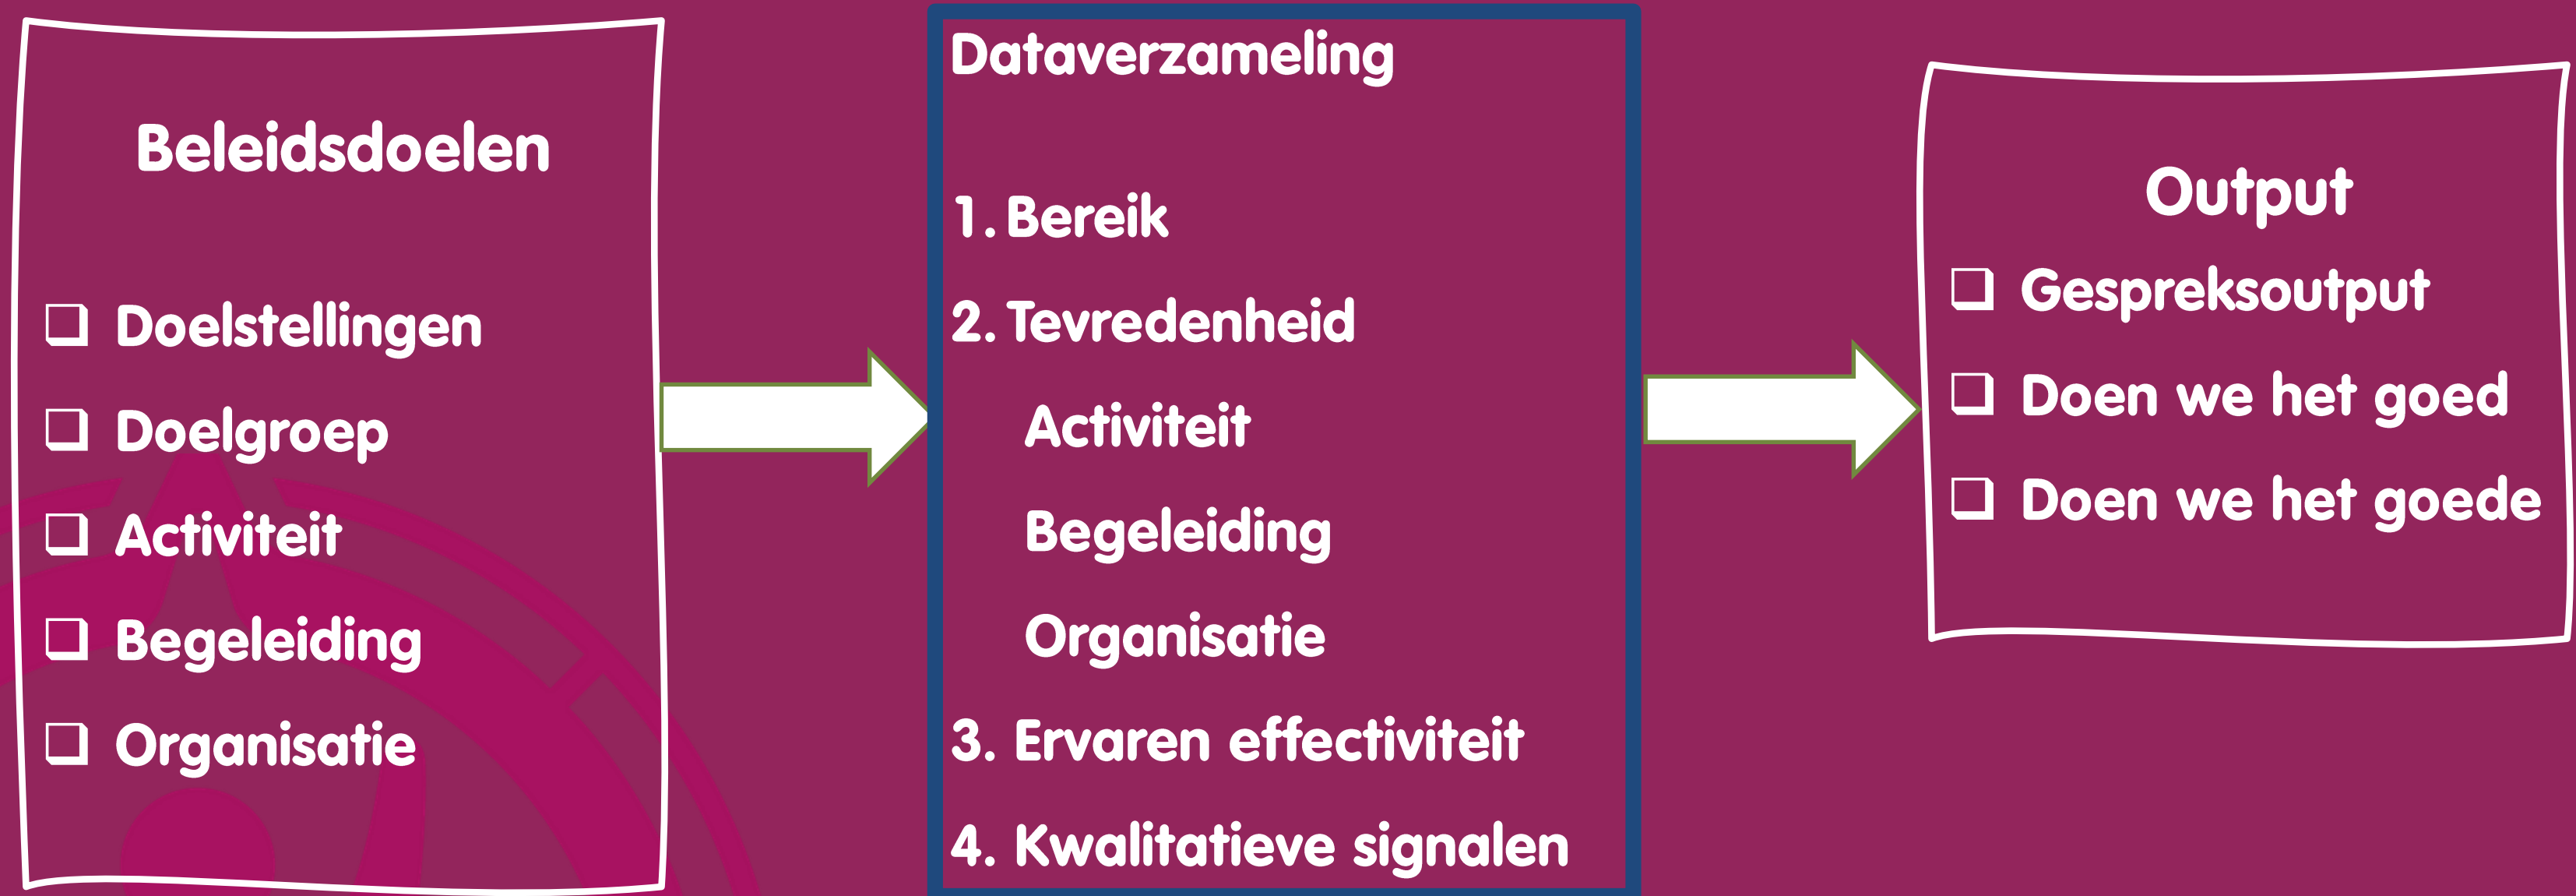 Beleidsdoelen
Doelstellingen
Doelgroep
Activiteit
Begeleiding
Organisatie
Dataverzameling
1. Bereik
2. Tevredenheid
Activiteit
Begeleiding
Organisatie
3. Ervaren effectiviteit
4. Kwalitatieve signalen
Output
Gespreksoutput
Doen we het goed
Doen we het goede